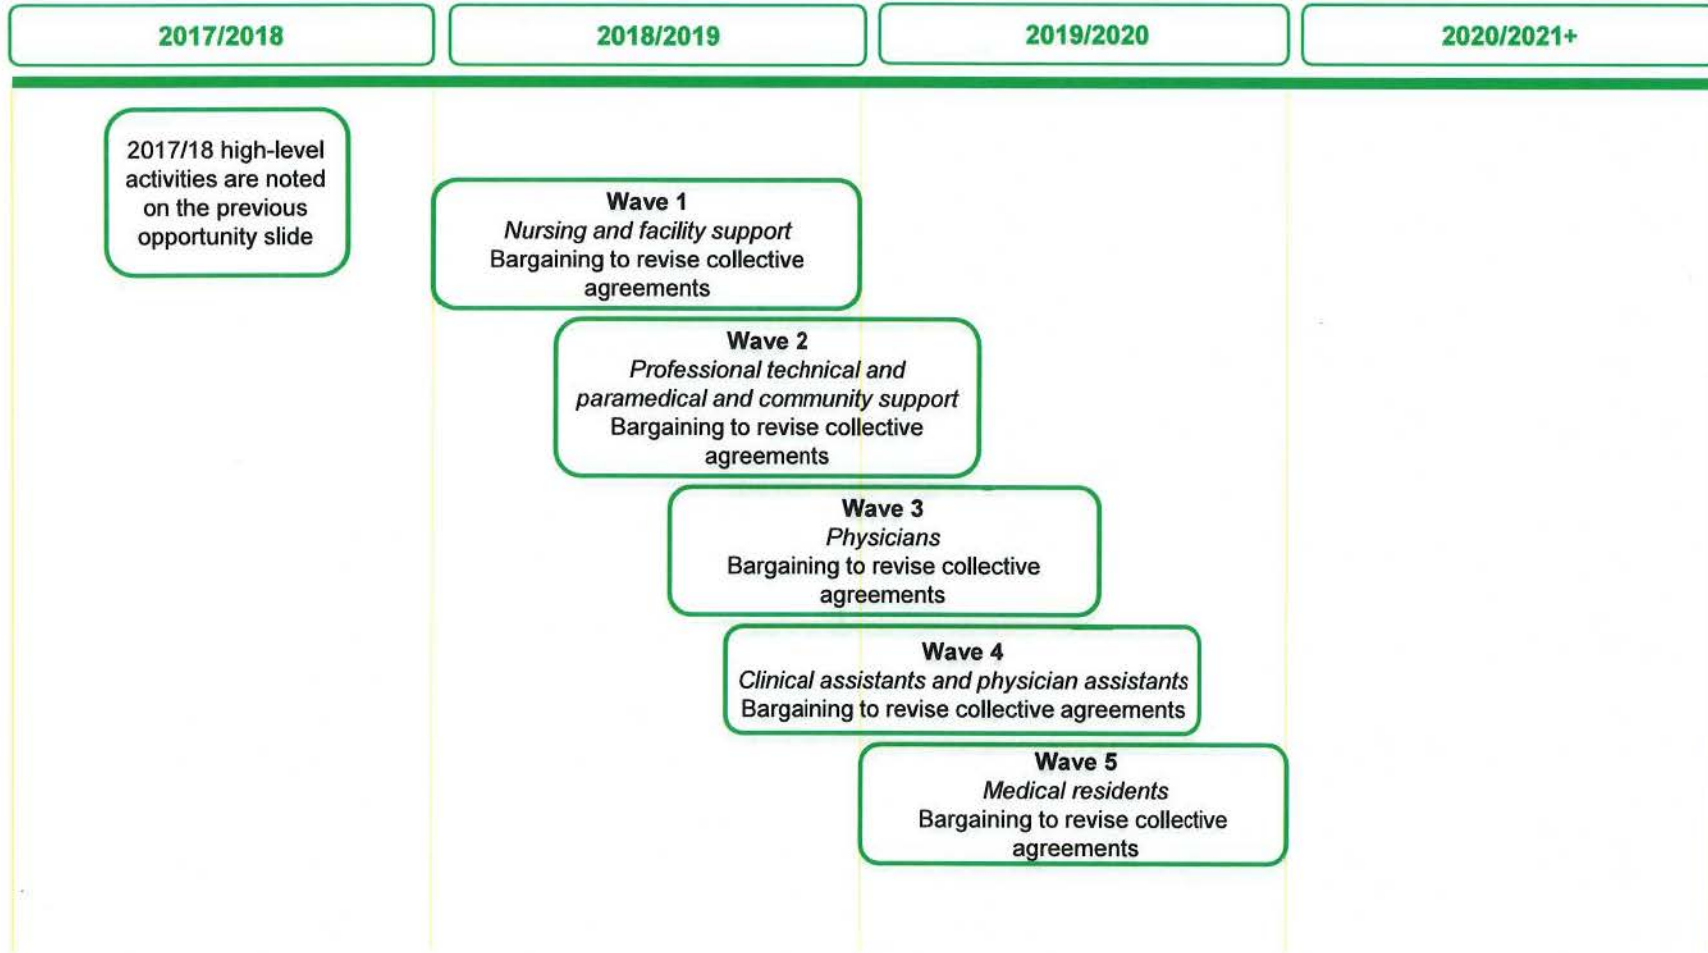 2017/2018
2018/2019
2019/2020
2020/2021+
2017/18 high-level
activities are noted
on the previous
opportunity slide
Wave 1
Nursing and facility support
Bargaining to revise collective
agreements
Wave 2
Professional technical and
paramedical and community support
Bargaining to revise collective
agreements
Wave 3
Physicians
Bargaining to revise collective
agreements
Wave 4
Clinical assistants and physician assistants
Bargaining to revise collective agreements
Wave 5
Medical residents
Bargaining to revise collective
agreements